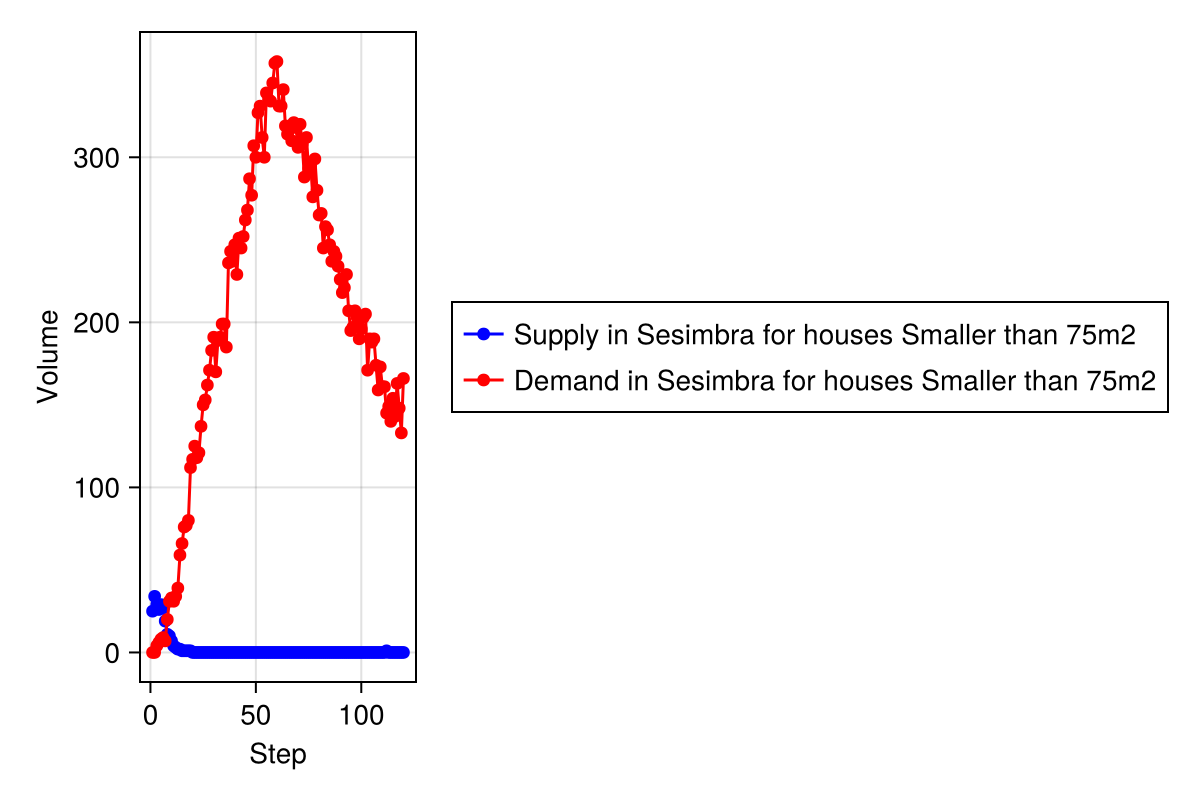 300
200
100
0
Volume
0 50 100
Step
Supply in Sesimbra for houses Smaller than 75m2
Demand in Sesimbra for houses Smaller than 75m2